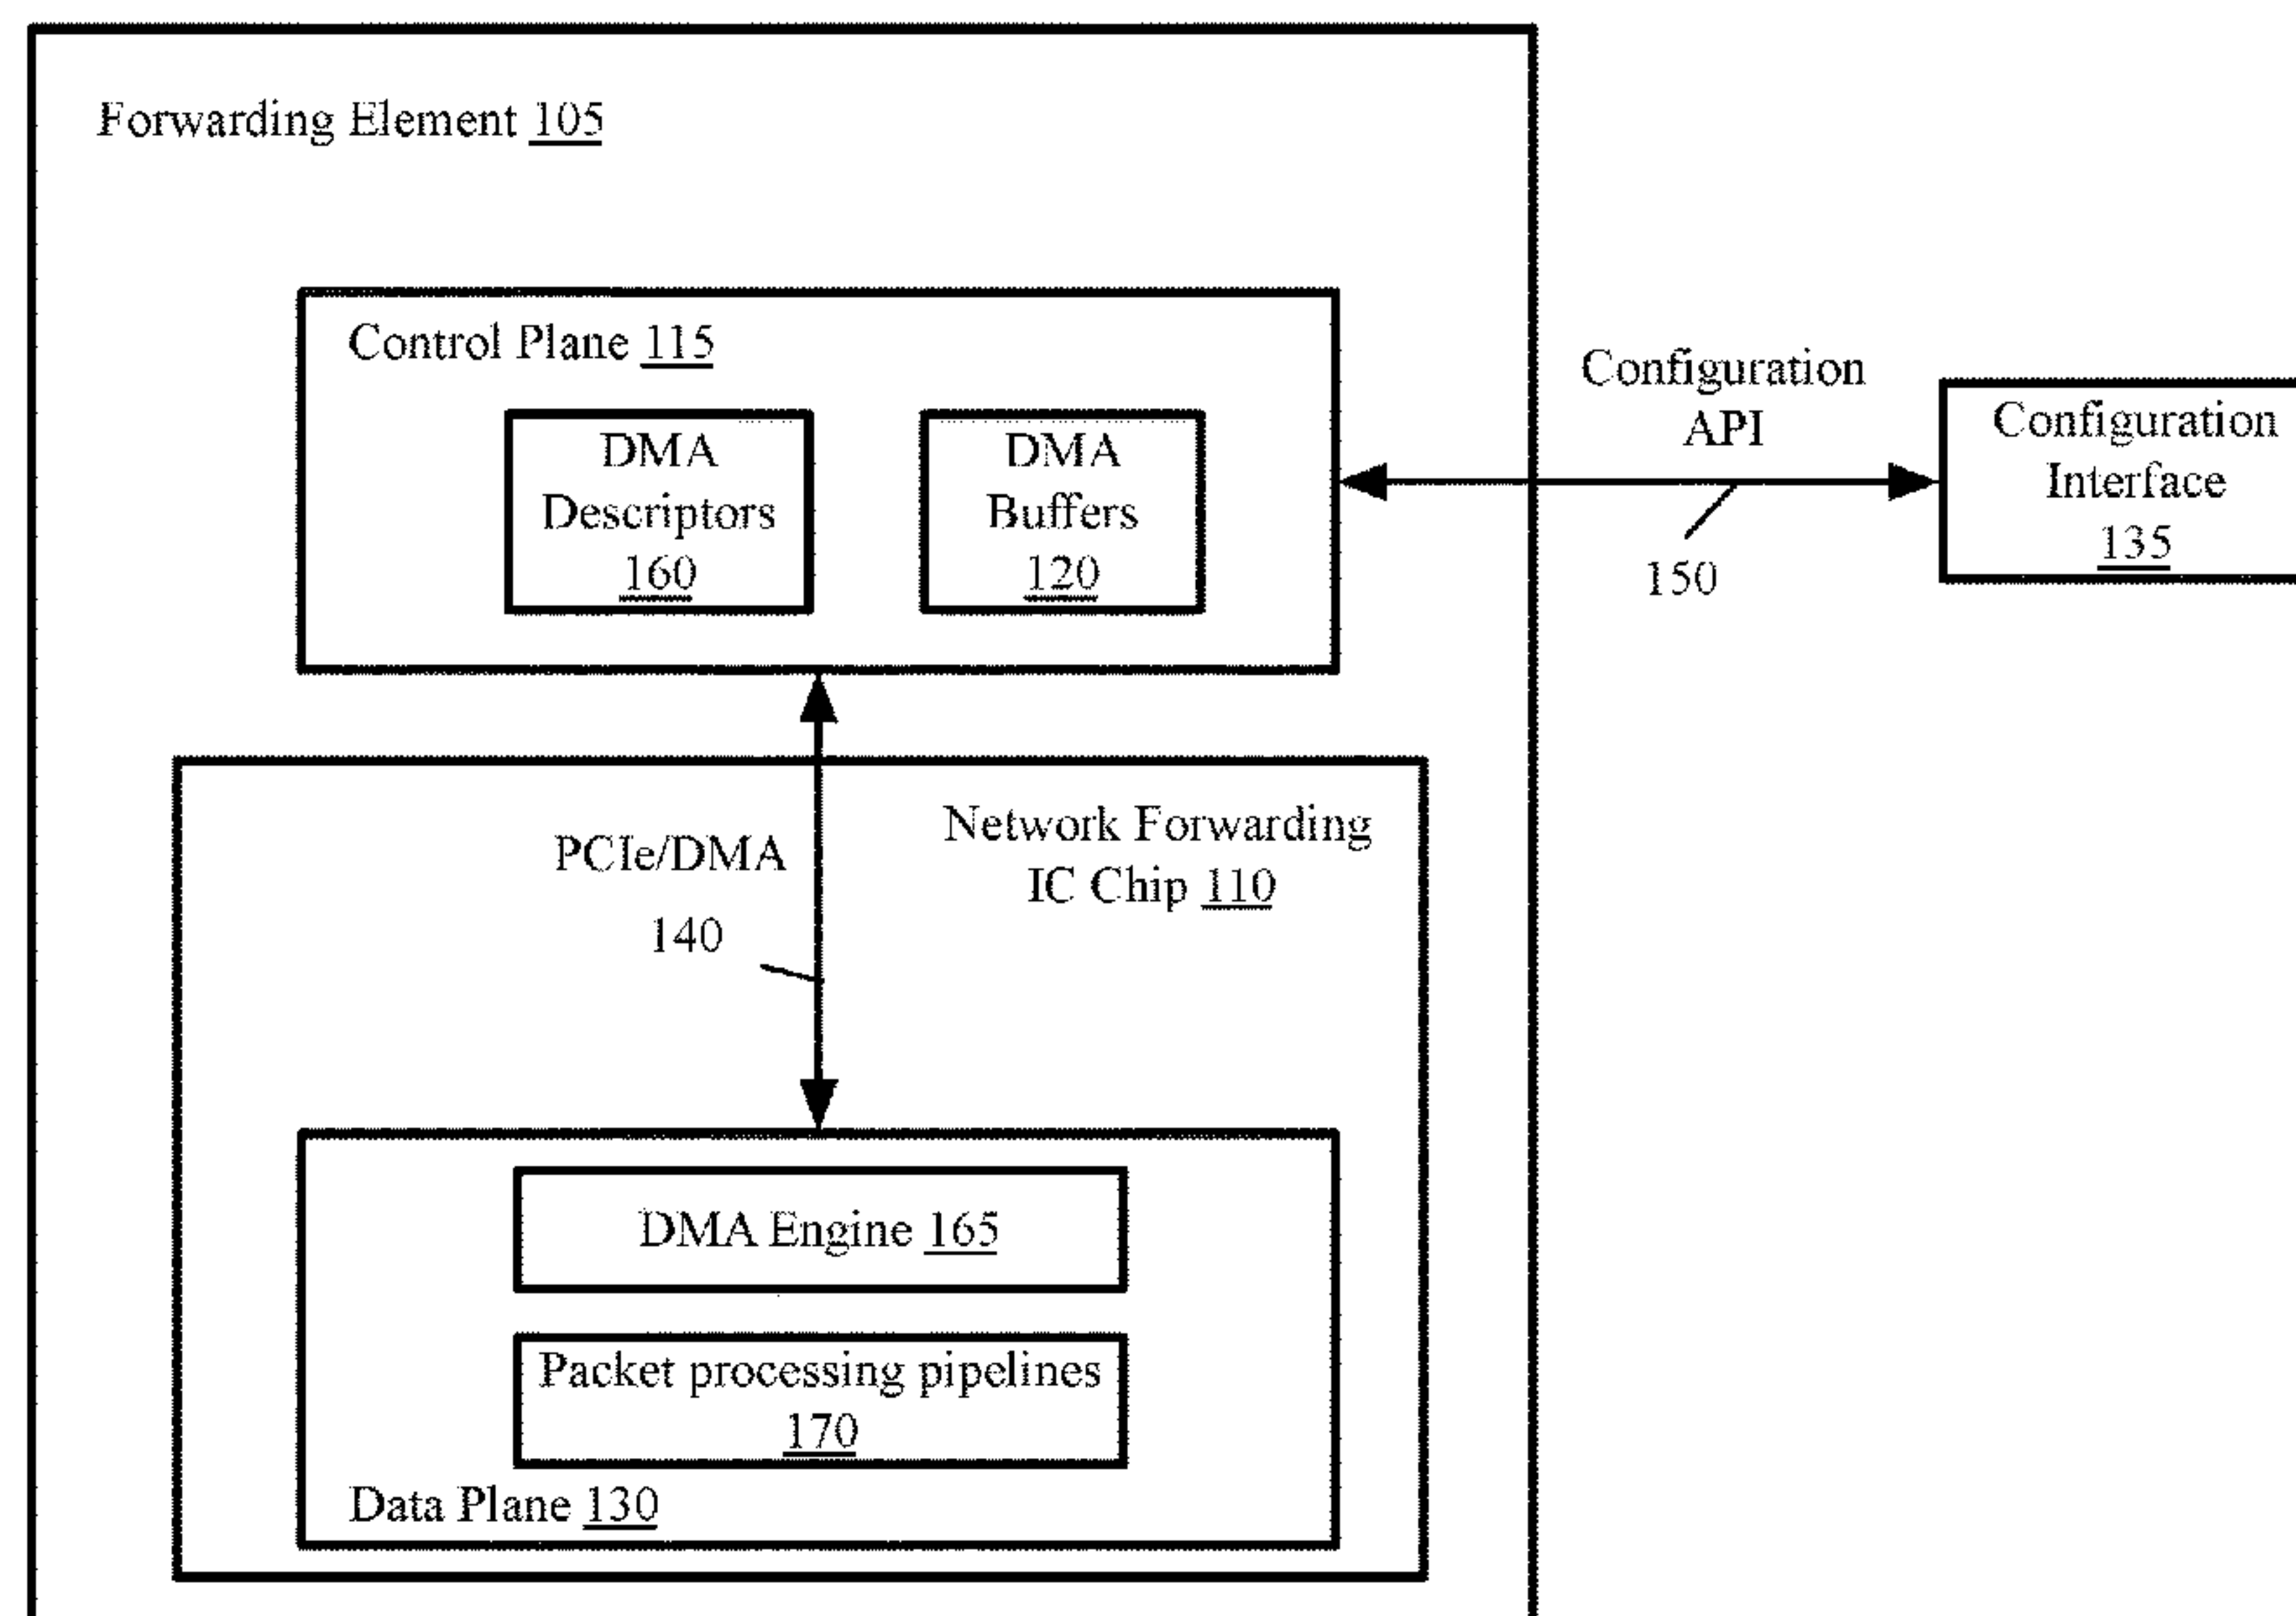 Forwarding Element 105
Control Plane 115
DMA
Descriptors
160
DMA
Buffers
120
Configuration
API
150
Configuration
Interface
135
PCIe/DMA
140
Network Forwarding
IC Chip 110
DMA Engine 165
Packet processing pipelines
170
Data Plane 130